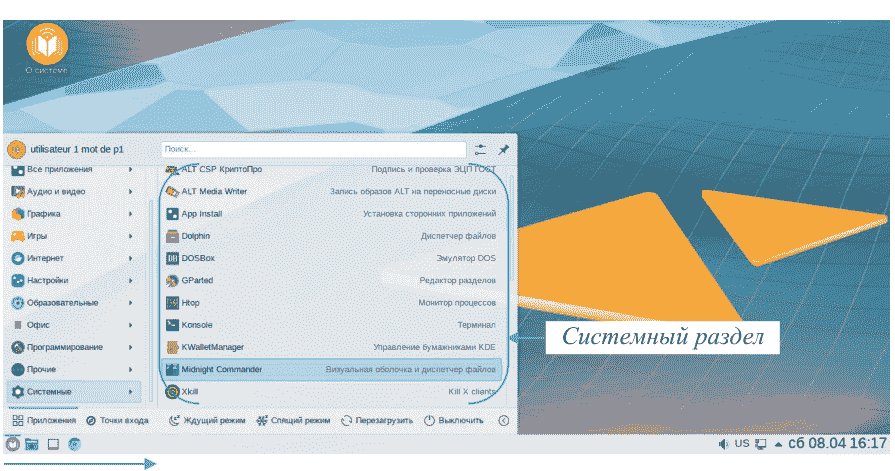 О системе
utilisateur 1 mot de p1
Поиск...
Все приложения
Аудио и видео
Графика
Игры
Интернет
Настройки
Образовательные
Офис
Программирование
Прочие
Системные
ALT CSP КриптоПро Подпись и проверка ЭЦП ГОСТ
ALT Media Writer Запись образов ALT на переносные диски
App Install Установка сторонних приложений
Dolphin Диспетчер файлов
DOSBox Эмулятор DOS
GParted Редактор разделов
Htop Монитор процессов
Konsole Терминал
KWalletManager Управление бумажниками KDE
Midnight Commander Визуальная оболочка и диспетчер файлов
Xkill Kill X clients
Системный раздел
Приложения Точки входа Ждущий режим Спящий режим Перезагрузить Выключить
US сб 08.04 16:17